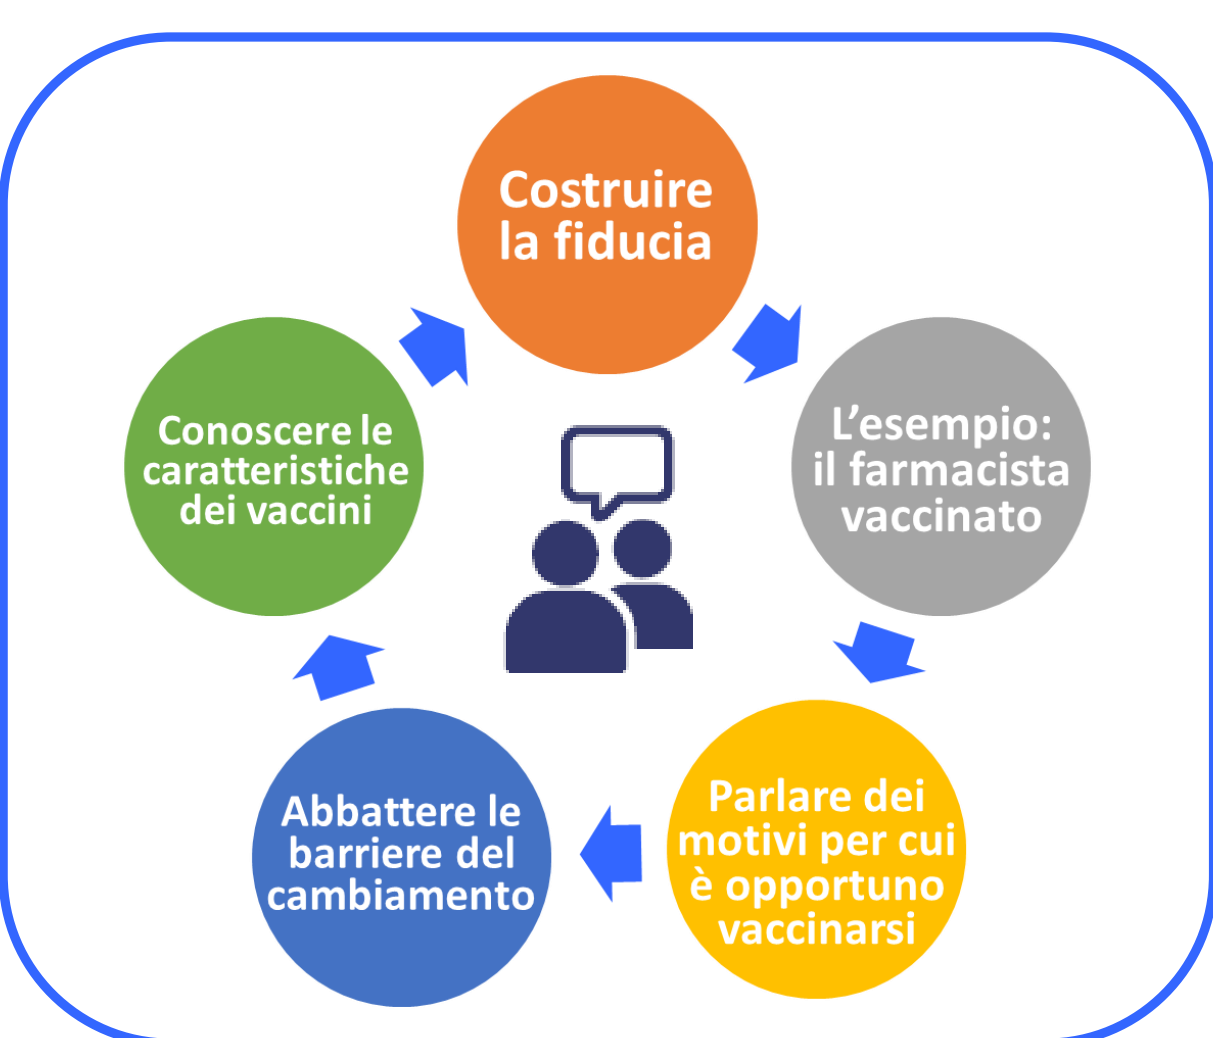 Costruire
la fiducia
L'esempio:
il farmacista
vaccinato
Parlare dei
motivi per cui
è opportuno
vaccinarsi
Abbattere le
barriere del
cambiamento
Conoscere le
caratteristiche
dei vaccini